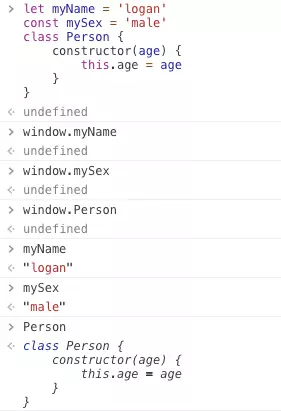 let myName = 'logan'
const mySex = 'male'
class Person {
    constructor(age) {
        this.age = age
    }
}
undefined
window.myName
undefined
window.mySex
undefined
window.Person
undefined
myName
"logan"
mySex
"male"
Person
class Person {
    constructor(age) {
        this.age = age
    }
}